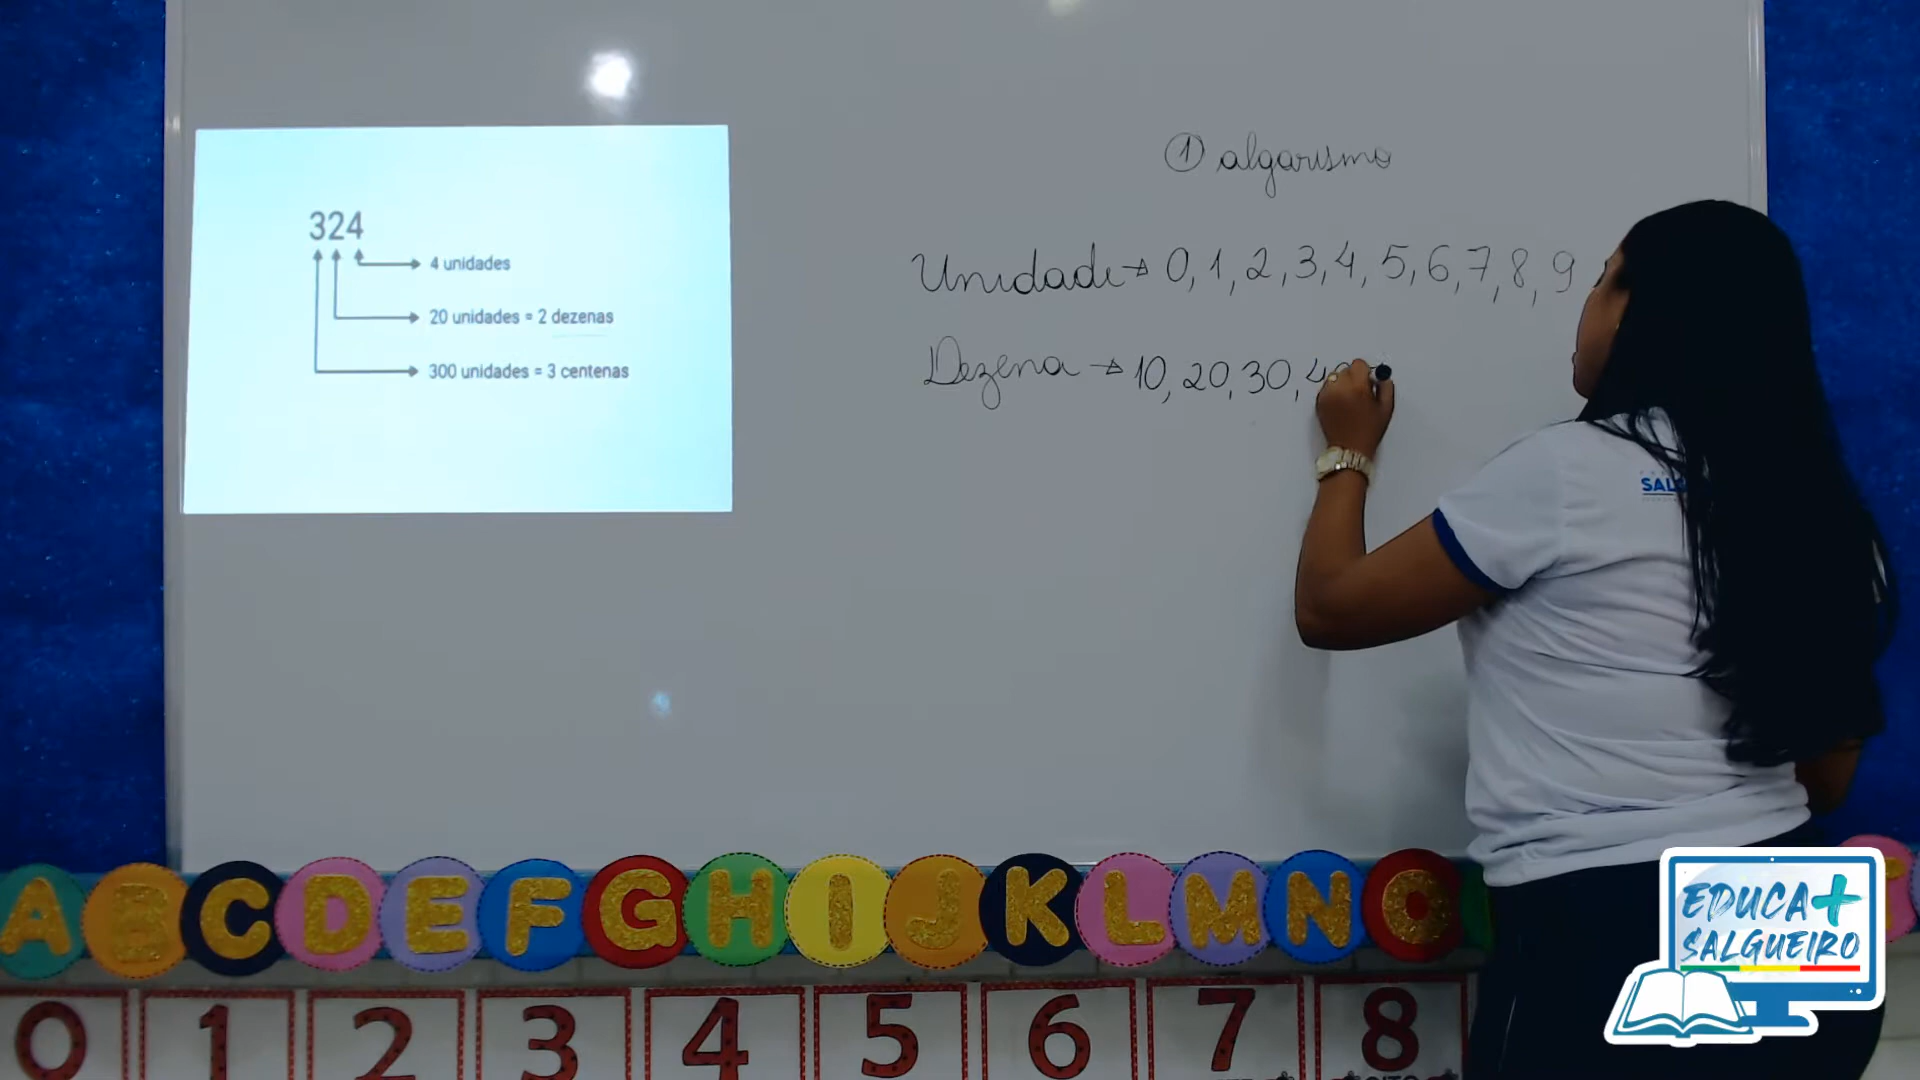 324
4 unidades
20 unidades = 2 dezenas
300 unidades = 3 centenas
① algarismo
Unidade → 0, 1, 2, 3, 4, 5, 6, 7, 8, 9
Dezena → 10, 20, 30, 40
A B C D E F G H I J K L M N O
0 1 2 3 4 5 6 7 8
EDUCA+
SALGUEIRO